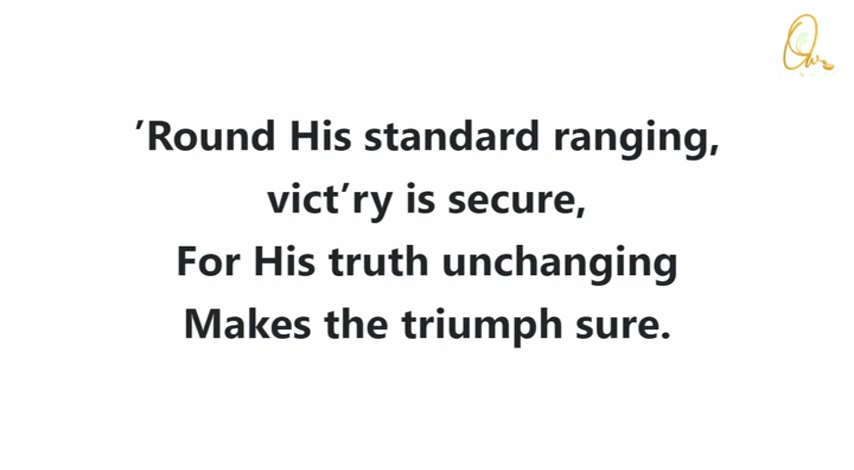 ’Round His standard ranging,
vict’ry is secure,
For His truth unchanging
Makes the triumph sure.